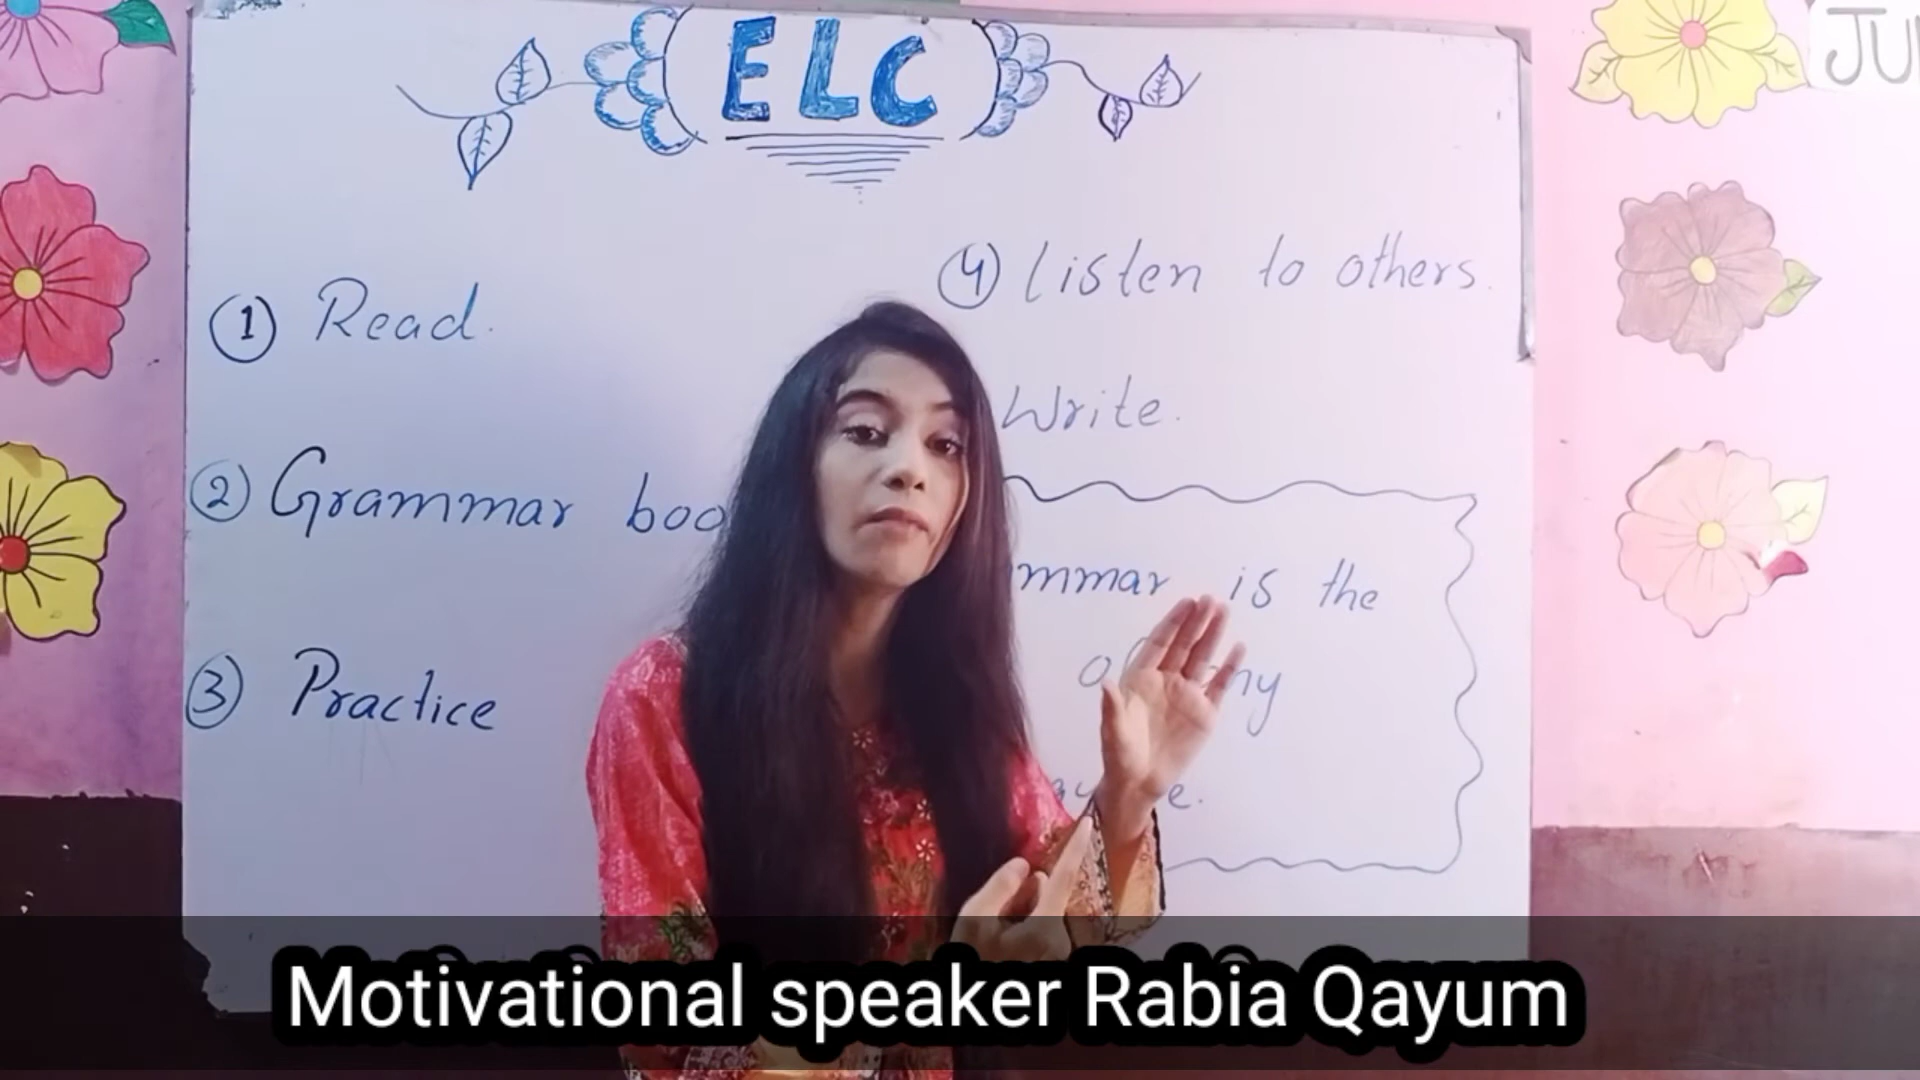 ELC
JU
1 Read.
2 Grammar boo
3 Practice
4 Listen to others.
Write.
mmar is the
e.
Motivational speaker Rabia Qayum